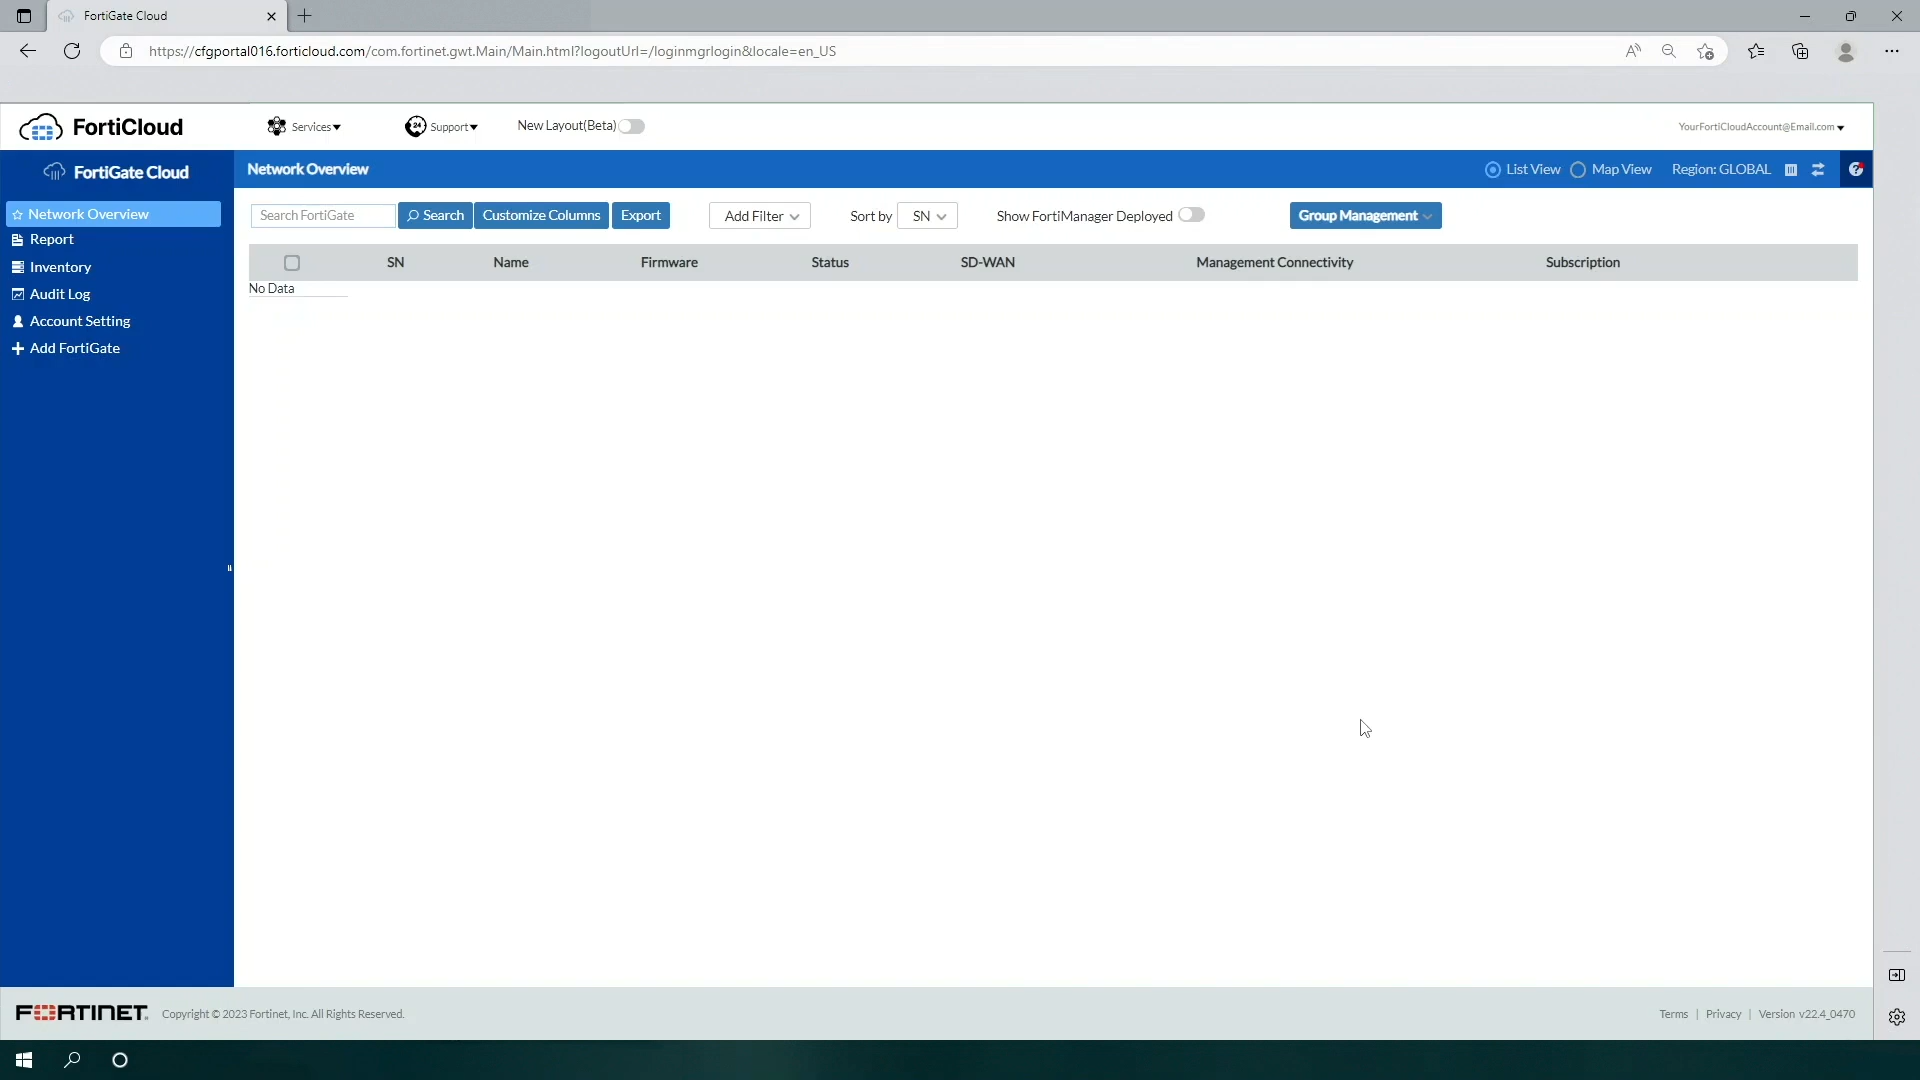 FortiGate Cloud
https://cfgportal016.forticloud.com/com.fortinet.gwt.Main/Main.html?logoutUrl=/loginmgrlogin&locale=en_US
FortiCloud
Services
24
Support
New Layout(Beta)
YourFortiCloudAccount@Email.com
FortiGate Cloud
Network Overview
List View
Map View
Region: GLOBAL
Network Overview
Report
Inventory
Audit Log
Account Setting
Add FortiGate
Search FortiGate
Search
Customize Columns
Export
Add Filter
Sort by
SN
Show FortiManager Deployed
Group Management
SN Name Firmware Status SD-WAN Management Connectivity Subscription
No Data
FORTINET
Copyright © 2023 Fortinet, Inc. All Rights Reserved.
Terms | Privacy | Version v22.4_0470